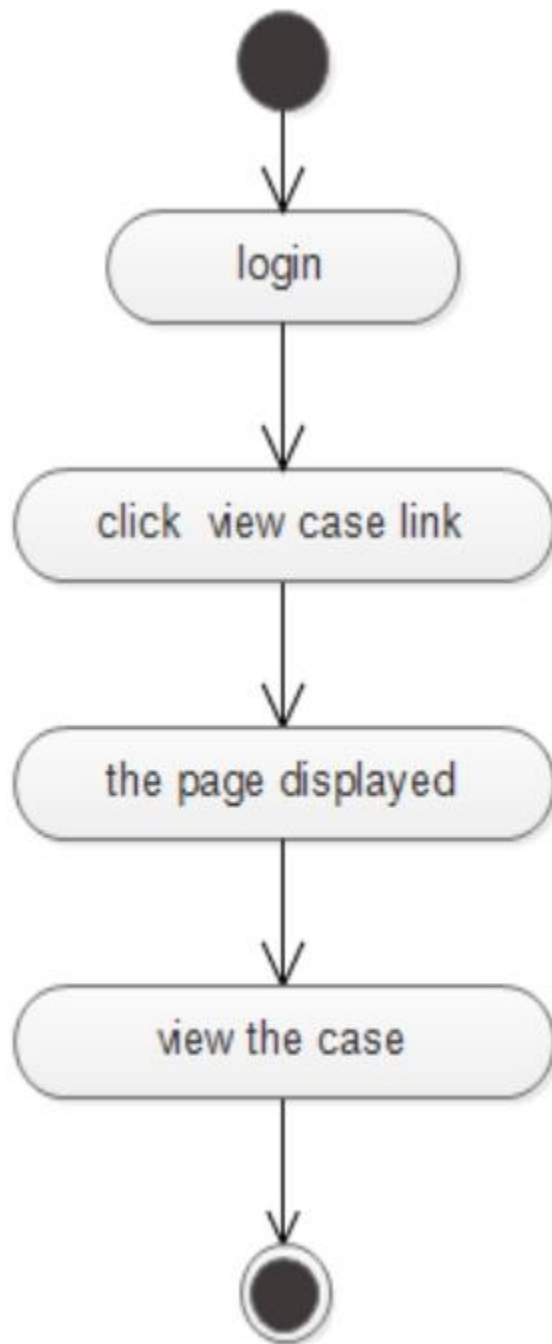 login
click view case link
the page displayed
view the case